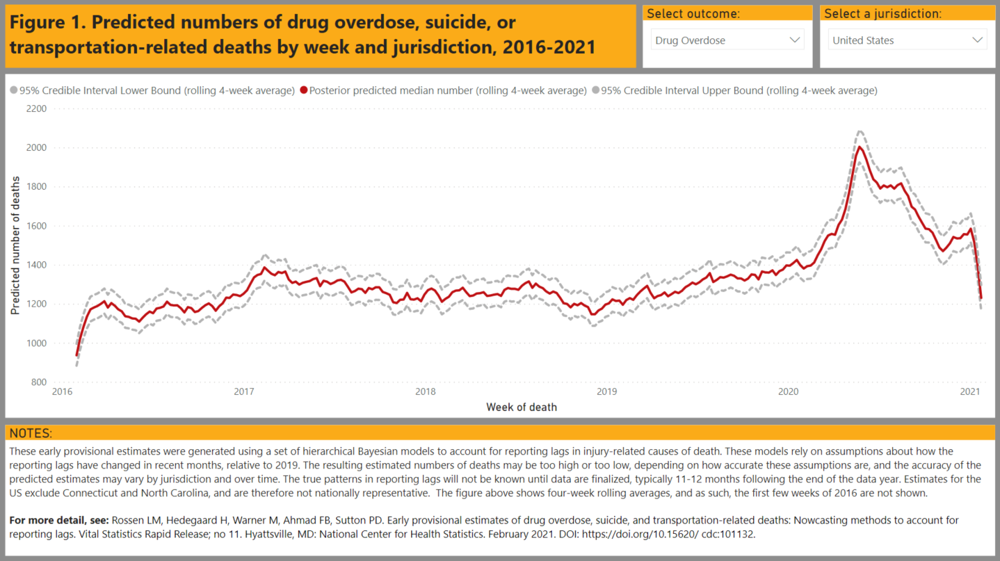 Figure 1. Predicted numbers of drug overdose, suicide, or
transportation-related deaths by week and jurisdiction, 2016-2021
Select outcome:
Drug Overdose
Select a jurisdiction:
United States
95% Credible Interval Lower Bound (rolling 4-week average) Posterior predicted median number (rolling 4-week average) 95% Credible Interval Upper Bound (rolling 4-week average)
Predicted number of deaths
2200
2000
1800
1600
1400
1200
1000
800
2016 2017 2018 2019 2020 2021
Week of death
NOTES:
These early provisional estimates were generated using a set of hierarchical Bayesian models to account for reporting lags in injury-related causes of death. These models rely on assumptions about how the
reporting lags have changed in recent months, relative to 2019. The resulting estimated numbers of deaths may be too high or too low, depending on how accurate these assumptions are, and the accuracy of the
predicted estimates may vary by jurisdiction and over time. The true patterns in reporting lags will not be known until data are finalized, typically 11-12 months following the end of the data year. Estimates for the
US exclude Connecticut and North Carolina, and are therefore not nationally representative.  The figure above shows four-week rolling averages, and as such, the first few weeks of 2016 are not shown.
For more detail, see: Rossen LM, Hedegaard H, Warner M, Ahmad FB, Sutton PD. Early provisional estimates of drug overdose, suicide, and transportation-related deaths: Nowcasting methods to account for
reporting lags. Vital Statistics Rapid Release; no 11. Hyattsville, MD: National Center for Health Statistics. February 2021. DOI: https://doi.org/10.15620/ cdc:101132.